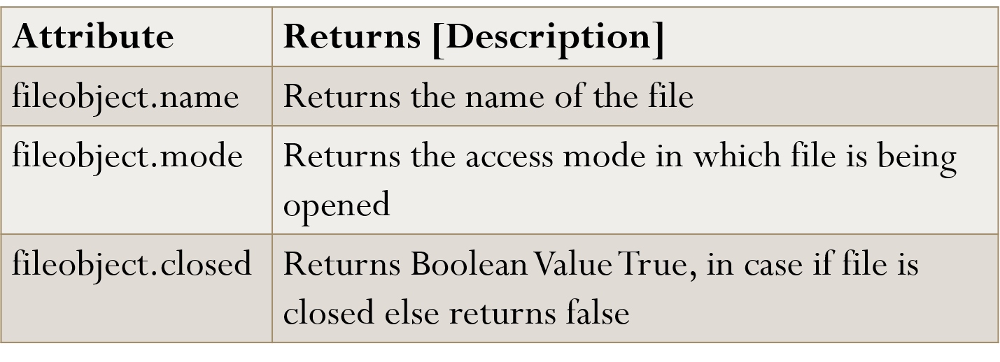 Attribute Returns [Description]
fileobject.name Returns the name of the file
fileobject.mode Returns the access mode in which file is being
opened
fileobject.closed Returns Boolean Value True, in case if file is
closed else returns false